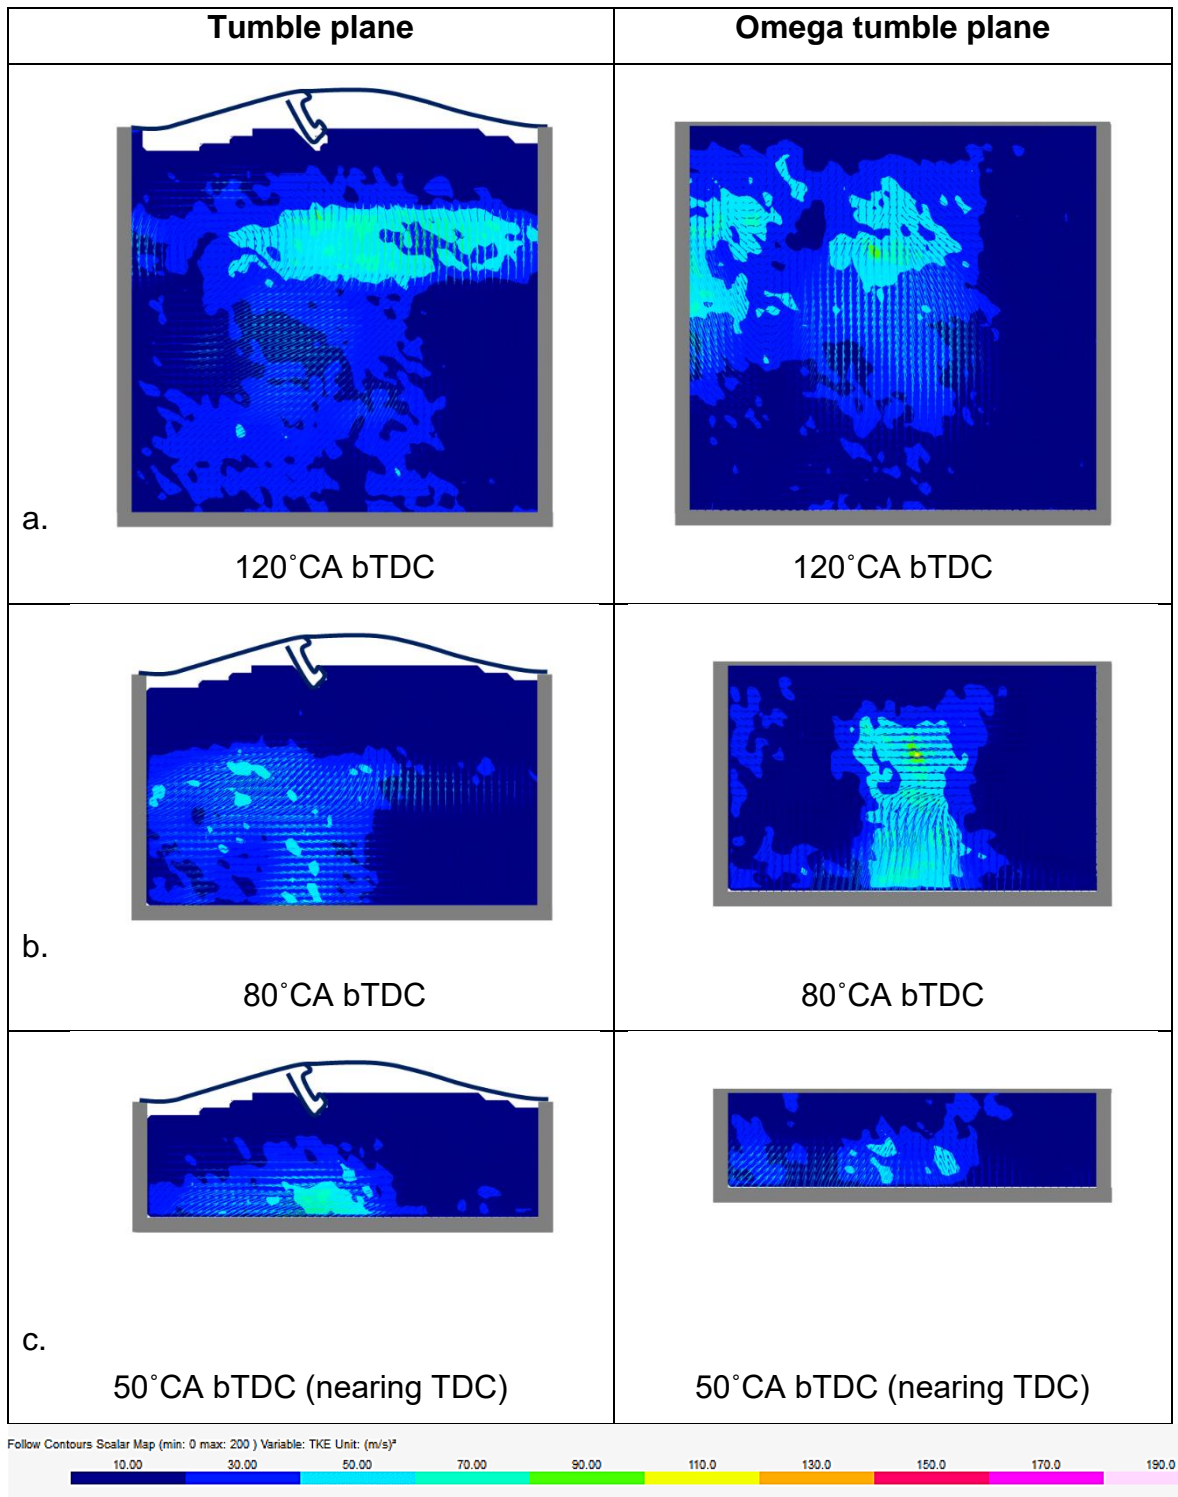 Tumble plane
Omega tumble plane
a.
120˚CA bTDC
120˚CA bTDC
b.
80˚CA bTDC
80˚CA bTDC
c.
50˚CA bTDC (nearing TDC)
50˚CA bTDC (nearing TDC)
Follow Contours Scalar Map (min: 0 max: 200 ) Variable: TKE Unit: (m/s)²
10.00 30.00 50.00 70.00 90.00 110.0 130.0 150.0 170.0 190.0